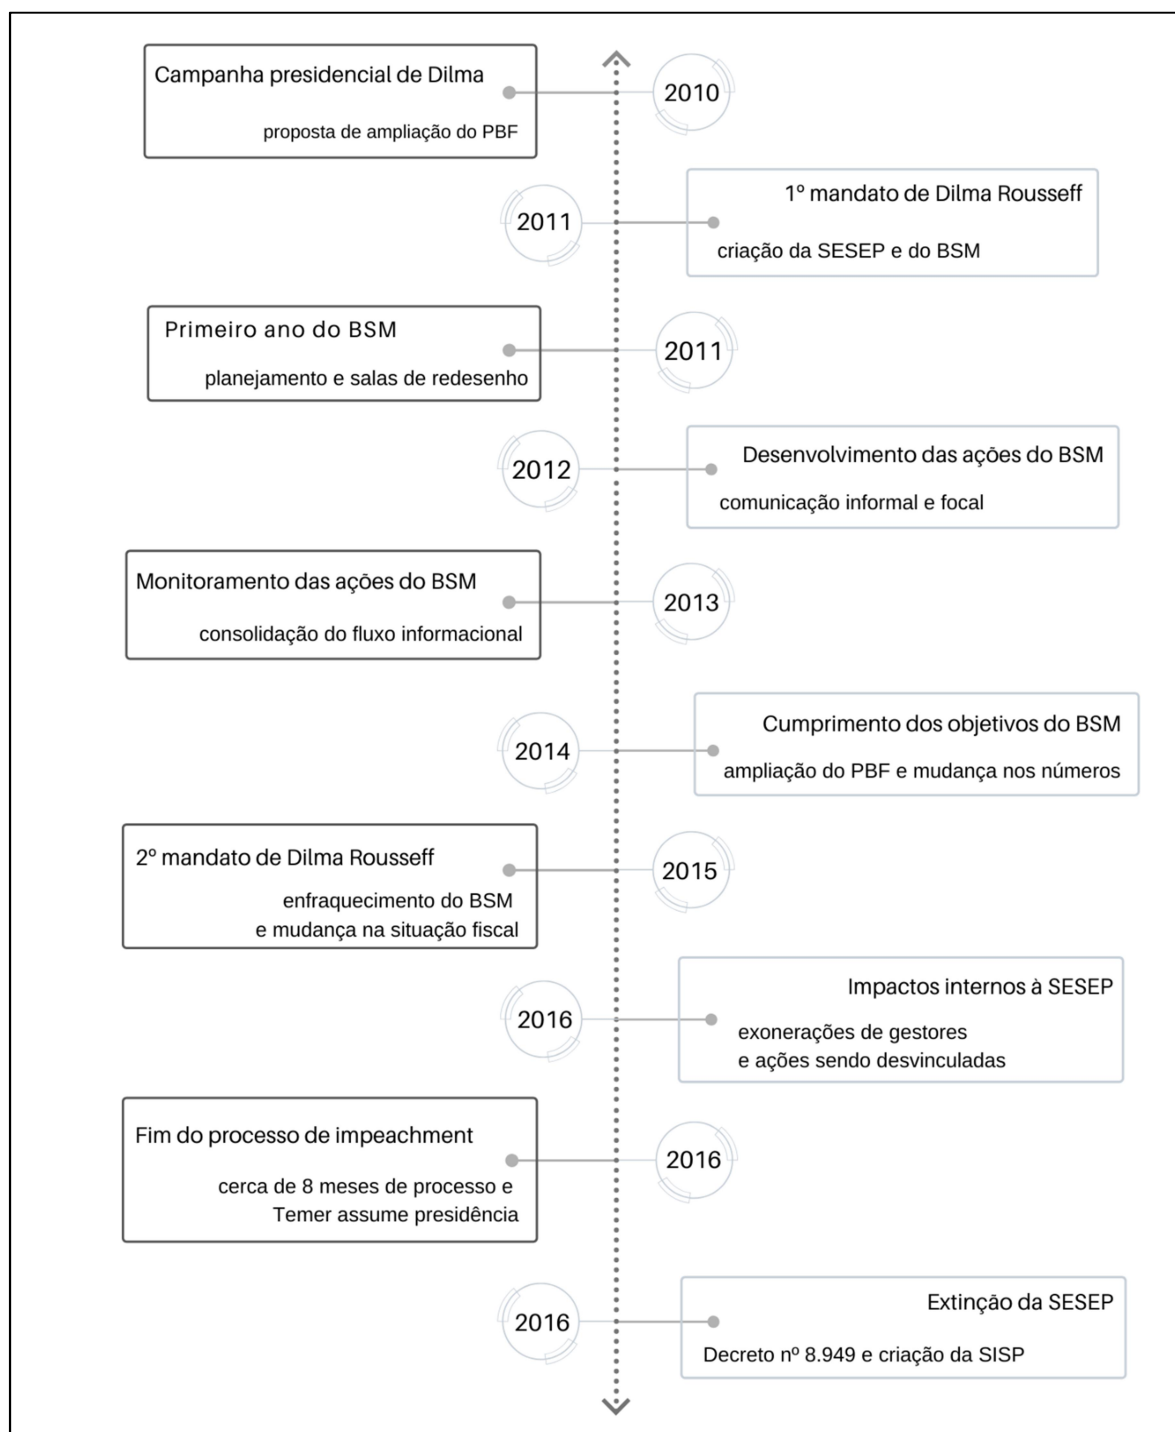 Campanha presidencial de Dilma
proposta de ampliação do PBF
2010
2011
1º mandato de Dilma Rousseff
criação da SESEP e do BSM
Primeiro ano do BSM
planejamento e salas de redesenho
2011
2012
Desenvolvimento das ações do BSM
comunicação informal e focal
Monitoramento das ações do BSM
consolidação do fluxo informacional
2013
2014
Cumprimento dos objetivos do BSM
ampliação do PBF e mudança nos números
2º mandato de Dilma Rousseff
enfraquecimento do BSM
e mudança na situação fiscal
2015
2016
Impactos internos à SESEP
exonerações de gestores
e ações sendo desvinculadas
Fim do processo de impeachment
cerca de 8 meses de processo e
Temer assume presidência
2016
2016
Extinção da SESEP
Decreto nº 8.949 e criação da SISP